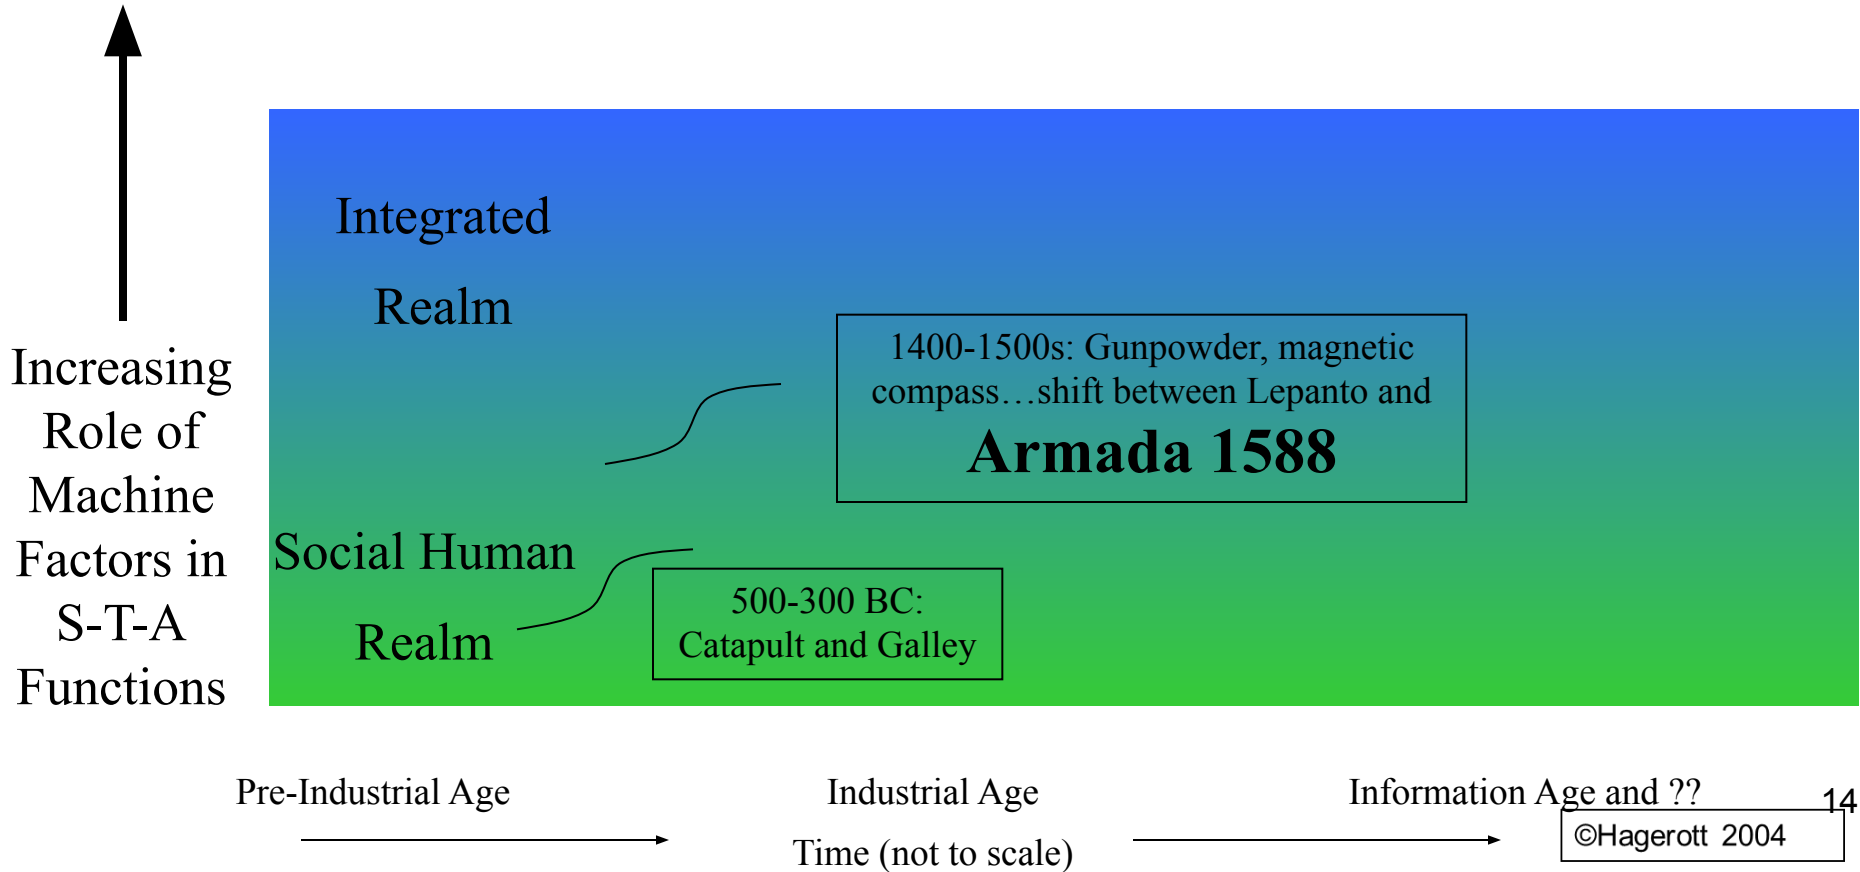 Increasing
Role of
Machine
Factors in
S-T-A
Functions
Integrated
Realm
1400-1500s: Gunpowder, magnetic
compass…shift between Lepanto and
Armada 1588
Social Human
Realm
500-300 BC:
Catapult and Galley
Pre-Industrial Age
Industrial Age
Information Age and ??
Time (not to scale)
14
©Hagerott 2004